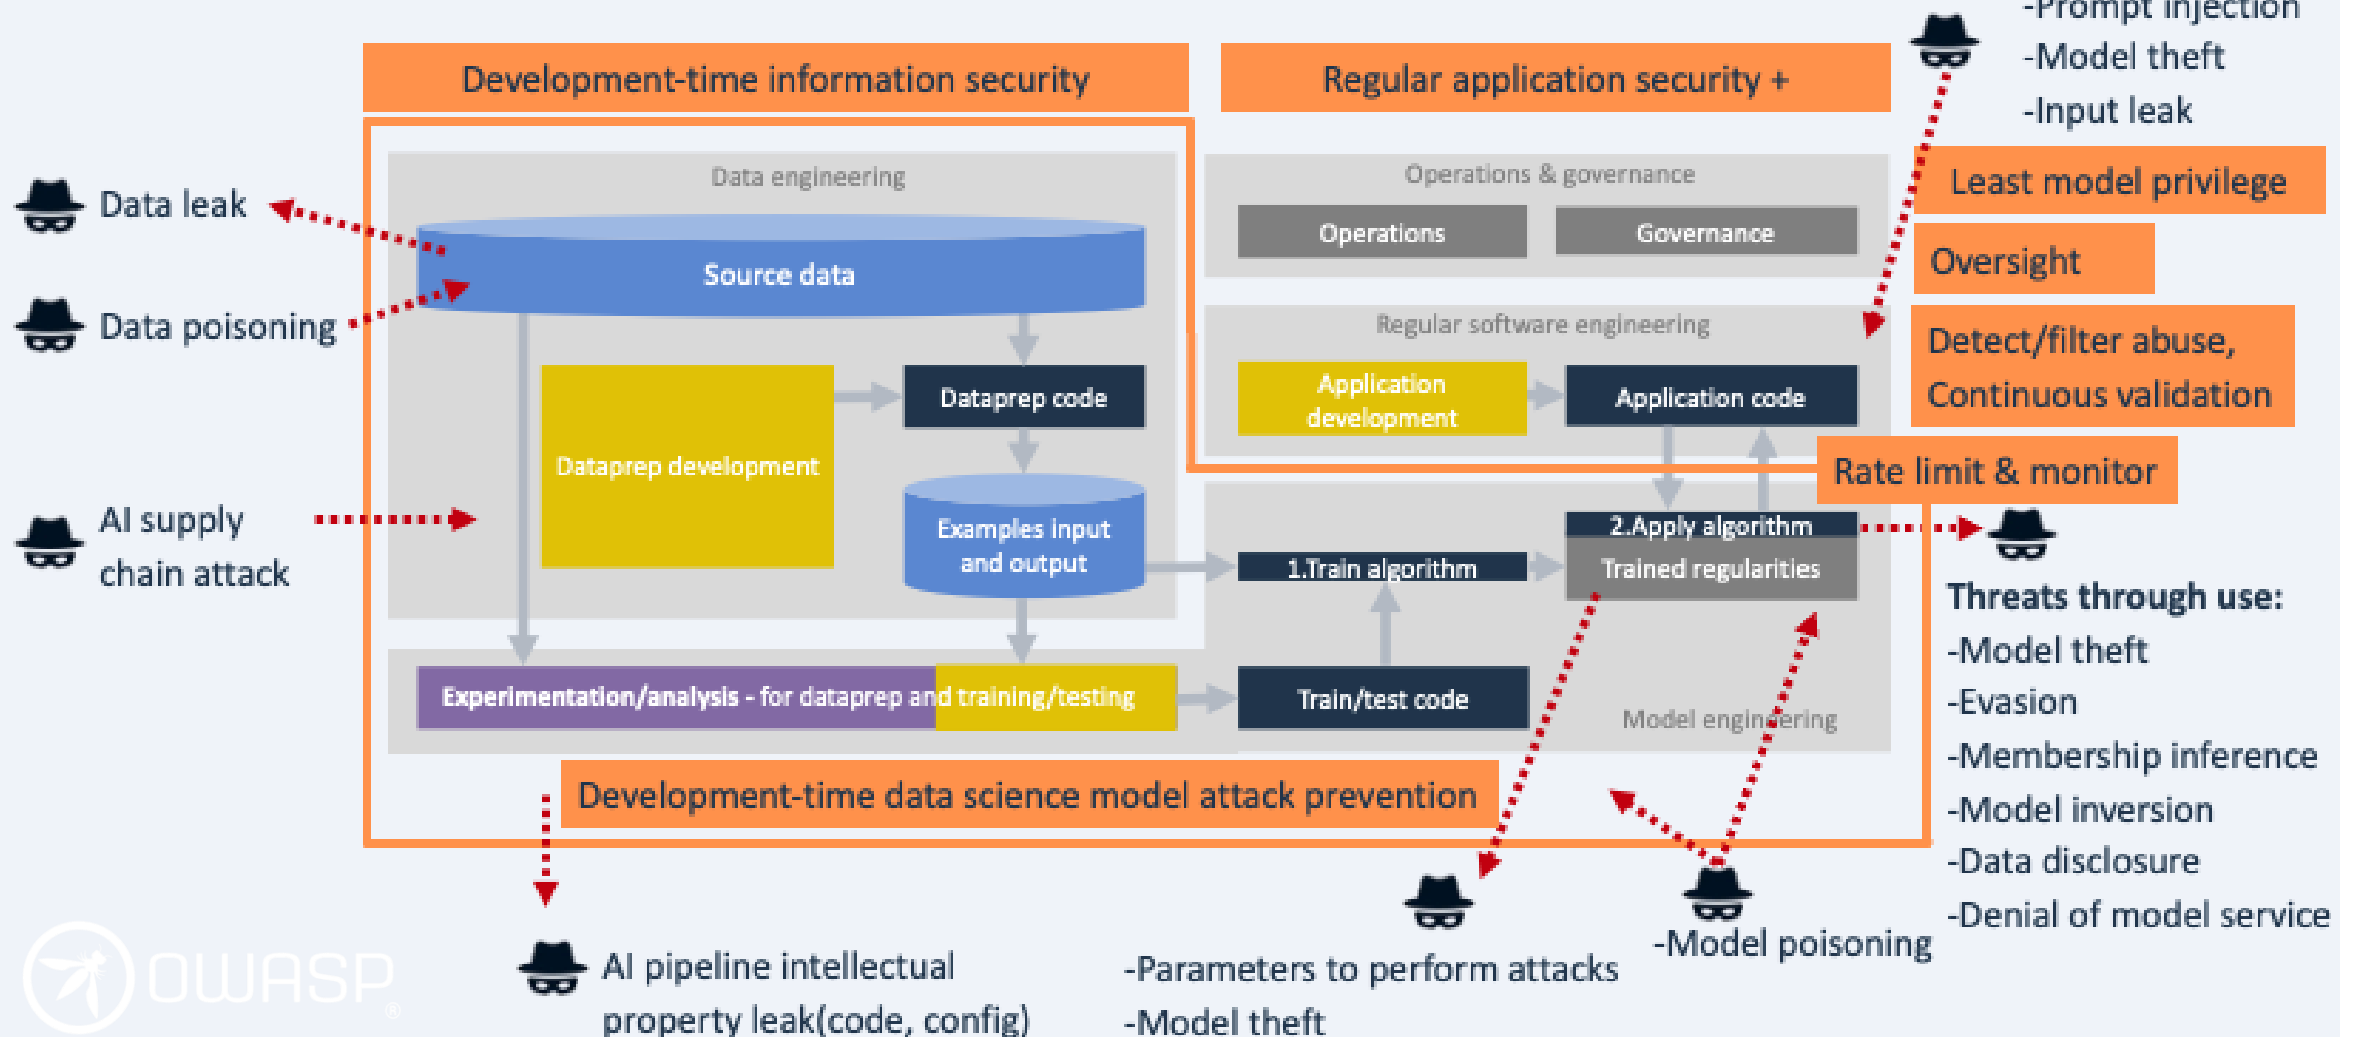 -Prompt injection
-Model theft
-Input leak
Development-time information security
Regular application security +
Data engineering
Operations & governance
Least model privilege
Data leak
Operations
Governance
Oversight
Source data
Data poisoning
Regular software engineering
Detect/filter abuse,
Continuous validation
Application
development
Application code
Dataprep code
Dataprep development
Rate limit & monitor
AI supply
chain attack
Examples input
and output
2.Apply algorithm
1.Train algorithm
Trained regularities
Threats through use:
-Model theft
-Evasion
-Membership inference
-Model inversion
-Data disclosure
-Denial of model service
Experimentation/analysis - for dataprep and training/testing
Train/test code
Model engineering
Development-time data science model attack prevention
-Model poisoning
AI pipeline intellectual
property leak(code, config)
-Parameters to perform attacks
-Model theft
OWASP
®